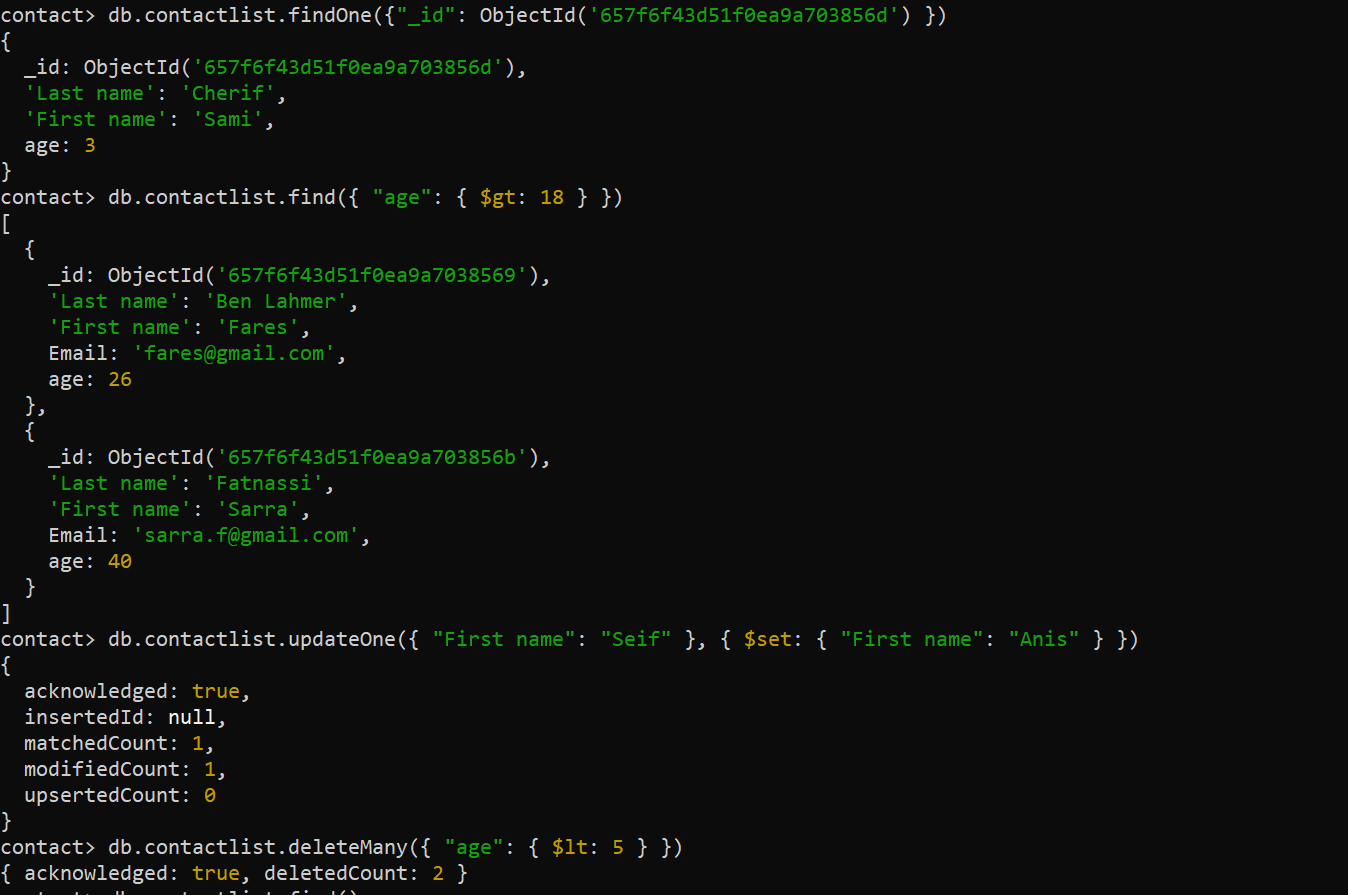 contact> db.contactlist.findOne({"_id": ObjectId('657f6f43d51f0ea9a703856d') })
{
  _id: ObjectId('657f6f43d51f0ea9a703856d'),
  'Last name': 'Cherif',
  'First name': 'Sami',
  age: 3
}
contact> db.contactlist.find({ "age": { $gt: 18 } })
[
  {
    _id: ObjectId('657f6f43d51f0ea9a7038569'),
    'Last name': 'Ben Lahmer',
    'First name': 'Fares',
    Email: 'fares@gmail.com',
    age: 26
  },
  {
    _id: ObjectId('657f6f43d51f0ea9a703856b'),
    'Last name': 'Fatnassi',
    'First name': 'Sarra',
    Email: 'sarra.f@gmail.com',
    age: 40
  }
]
contact> db.contactlist.updateOne({ "First name": "Seif" }, { $set: { "First name": "Anis" } })
{
  acknowledged: true,
  insertedId: null,
  matchedCount: 1,
  modifiedCount: 1,
  upsertedCount: 0
}
contact> db.contactlist.deleteMany({ "age": { $lt: 5 } })
{ acknowledged: true, deletedCount: 2 }